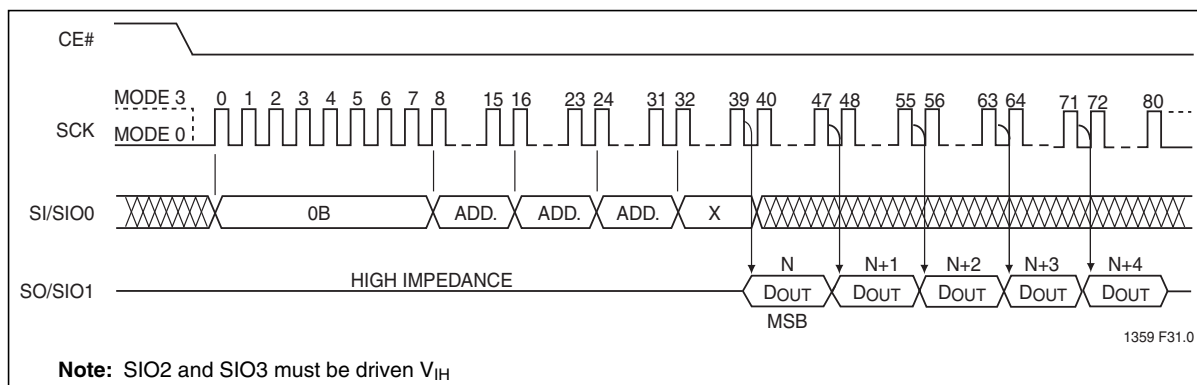 CE#
MODE 3 0 1 2 3 4 5 6 7 8 15 16 23 24 31 32 39 40 47 48 55 56 63 64 71 72 80
SCK MODE 0
SI/SIO0 0B ADD. ADD. ADD. X
N N+1 N+2 N+3 N+4
SO/SIO1 HIGH IMPEDANCE DOUT DOUT DOUT DOUT DOUT
MSB
1359 F31.0
Note: SIO2 and SIO3 must be driven VIH